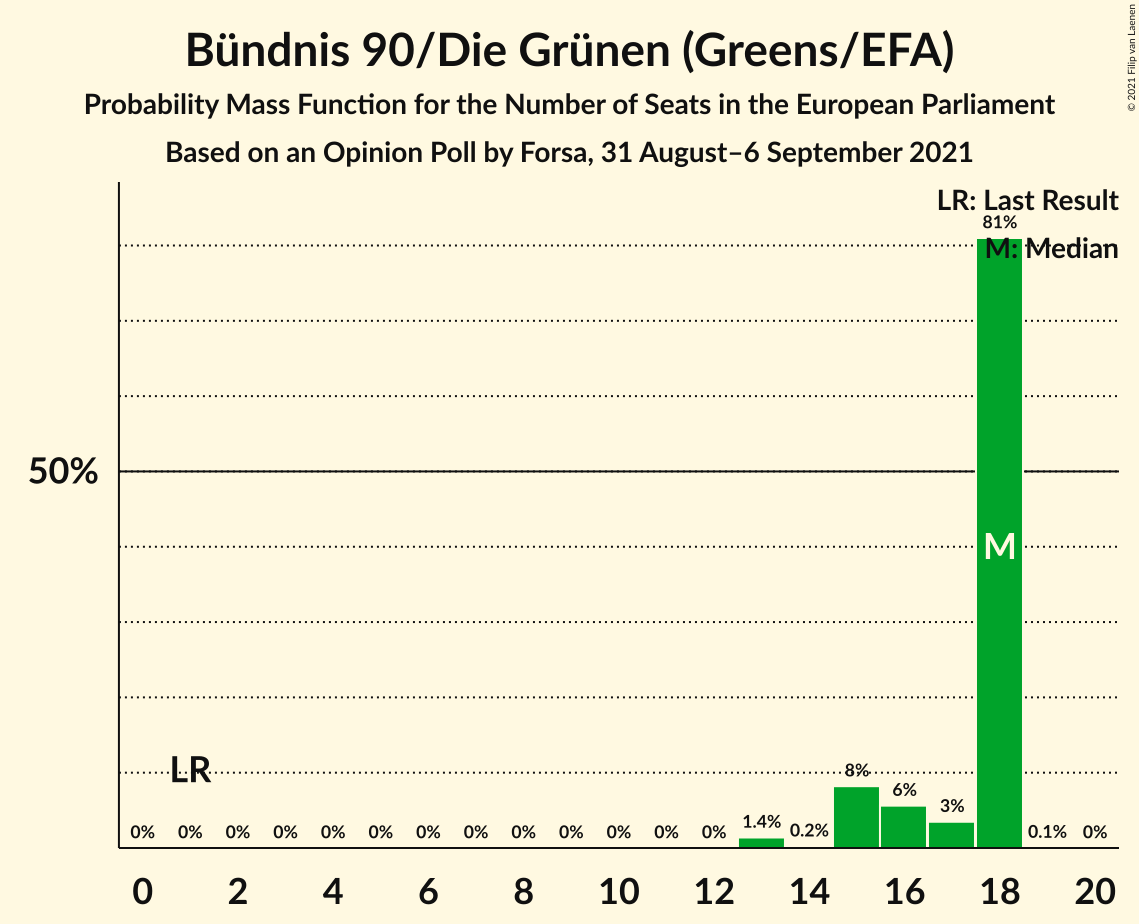 Bündnis 90/Die Grünen (Greens/EFA)
Probability Mass Function for the Number of Seats in the European Parliament
Based on an Opinion Poll by Forsa, 31 August–6 September 2021
© 2021 Filip van Laenen
LR: Last Result
81%
M: Median
50%
M
LR
0% 0% 0% 0% 0% 0% 0% 0% 0% 0% 0% 0% 0% 1.4% 0.2% 8% 6% 3% 0.1% 0%
0 2 4 6 8 10 12 14 16 18 20